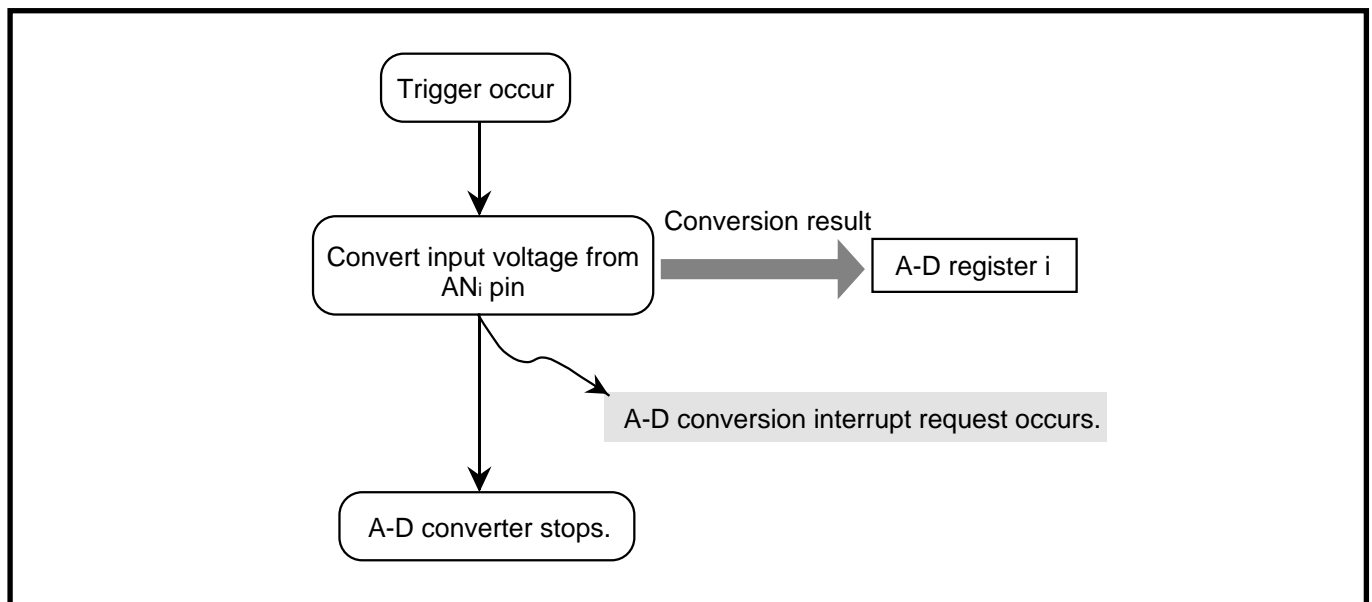 Trigger occur
Conversion result
Convert input voltage from
ANi pin
A-D register i
A-D conversion interrupt request occurs.
A-D converter stops.